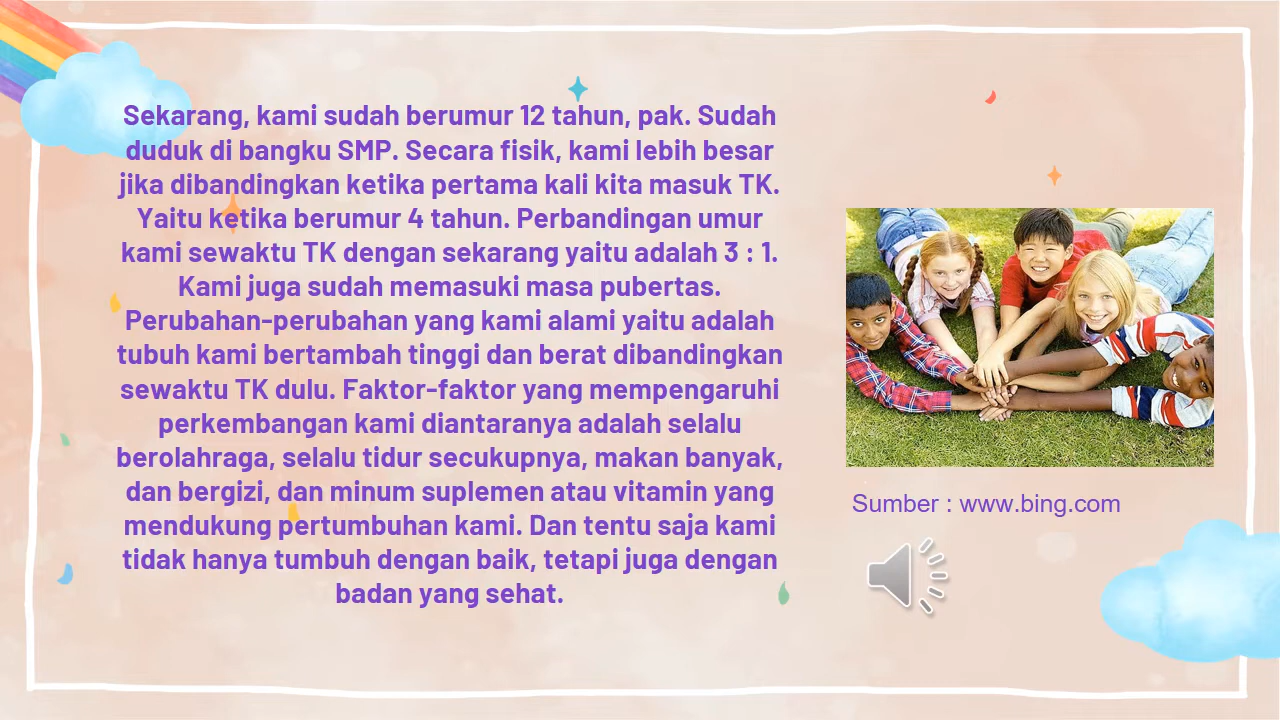 Sekarang, kami sudah berumur 12 tahun, pak. Sudah
duduk di bangku SMP. Secara fisik, kami lebih besar
jika dibandingkan ketika pertama kali kita masuk TK.
Yaitu ketika berumur 4 tahun. Perbandingan umur
kami sewaktu TK dengan sekarang yaitu adalah 3 : 1.
Kami juga sudah memasuki masa pubertas.
Perubahan-perubahan yang kami alami yaitu adalah
tubuh kami bertambah tinggi dan berat dibandingkan
sewaktu TK dulu. Faktor-faktor yang mempengaruhi
perkembangan kami diantaranya adalah selalu
berolahraga, selalu tidur secukupnya, makan banyak,
dan bergizi, dan minum suplemen atau vitamin yang
mendukung pertumbuhan kami. Dan tentu saja kami
tidak hanya tumbuh dengan baik, tetapi juga dengan
badan yang sehat.
Sumber : www.bing.com